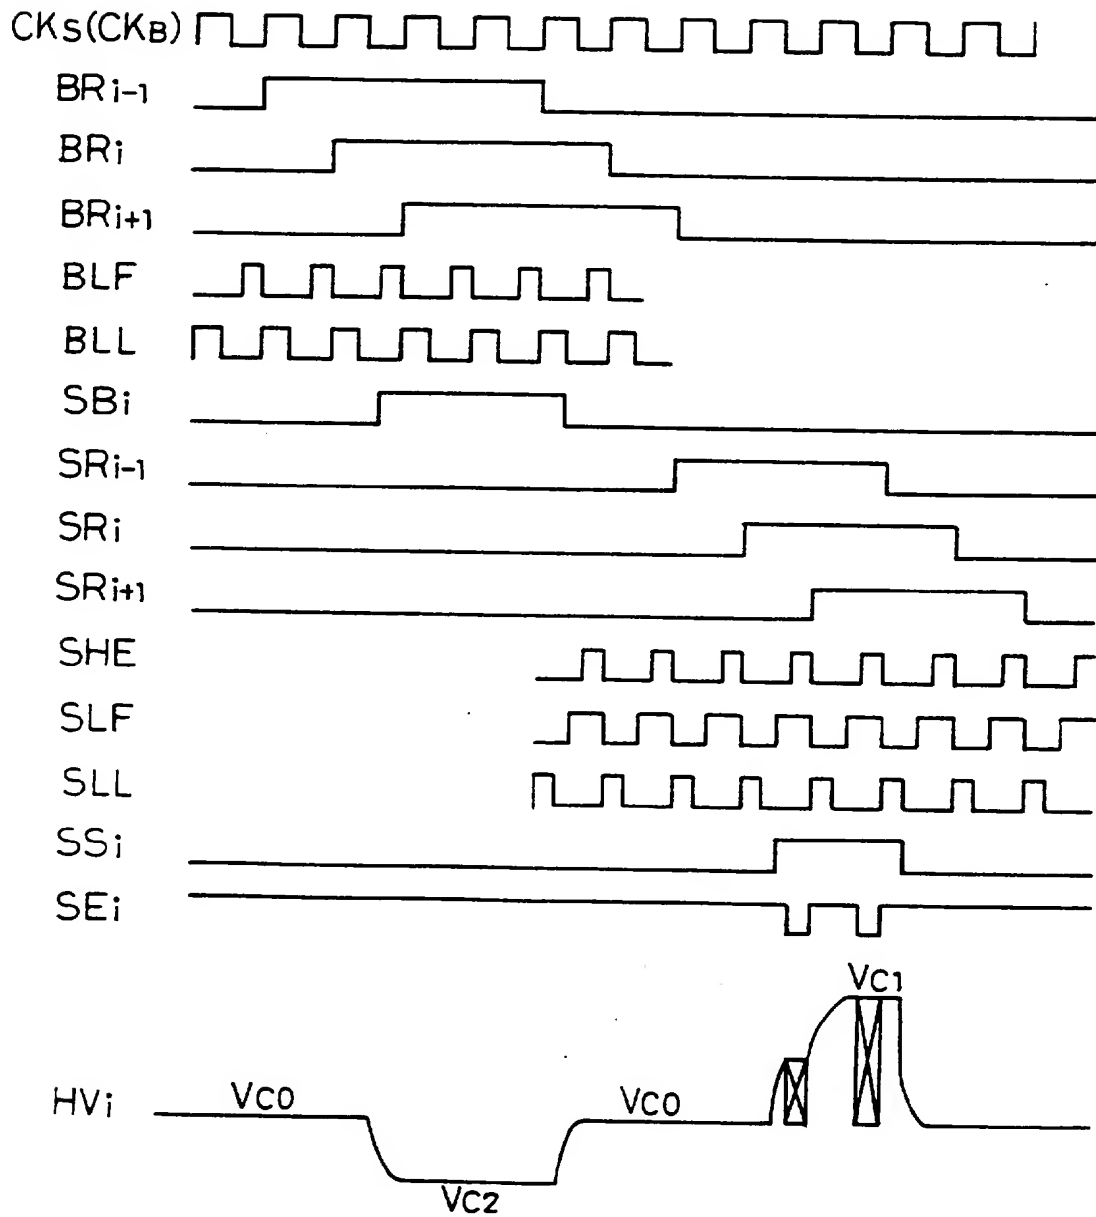 CKS(CKB)
BRi-1
BRi
BRi+1
BLF
BLL
SBi
SRi-1
SRi
SRi+1
SHE
SLF
SLL
SSi
SEi
VC1
HVi VC0 VC0
VC2